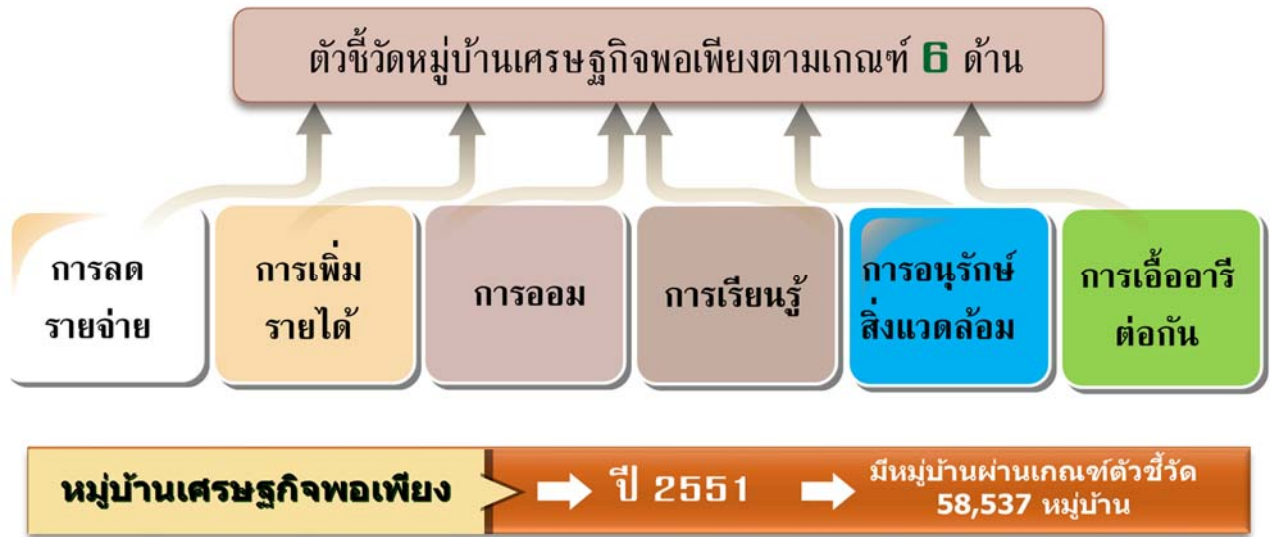 ตัวชี้วัดหมู่บ้านเศรษฐกิจพอเพียงตามเกณฑ์ 6 ด้าน
การลด
รายจ่าย
การเพิ่ม
รายได้
การออม
การเรียนรู้
การอนุรักษ์
สิ่งแวดล้อม
การเอื้ออารี
ต่อกัน
หมู่บ้านเศรษฐกิจพอเพียง
ปี 2551
มีหมู่บ้านผ่านเกณฑ์ตัวชี้วัด
58,537 หมู่บ้าน